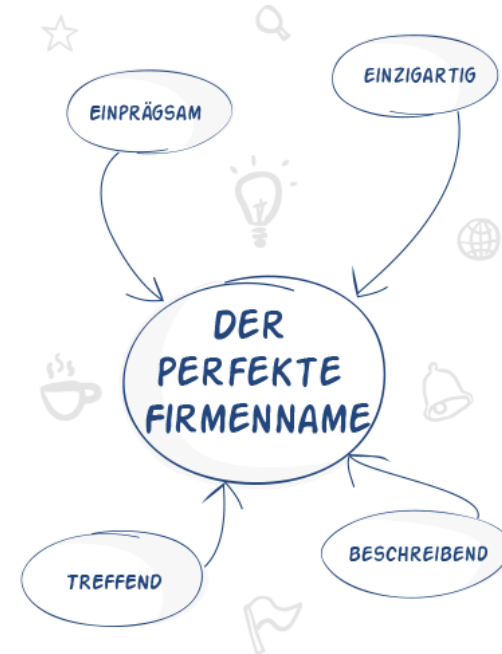 EINPRÄGSAM
EINZIGARTIG
DER
PERFEKTE
FIRMENNAME
TREFFEND
BESCHREIBEND